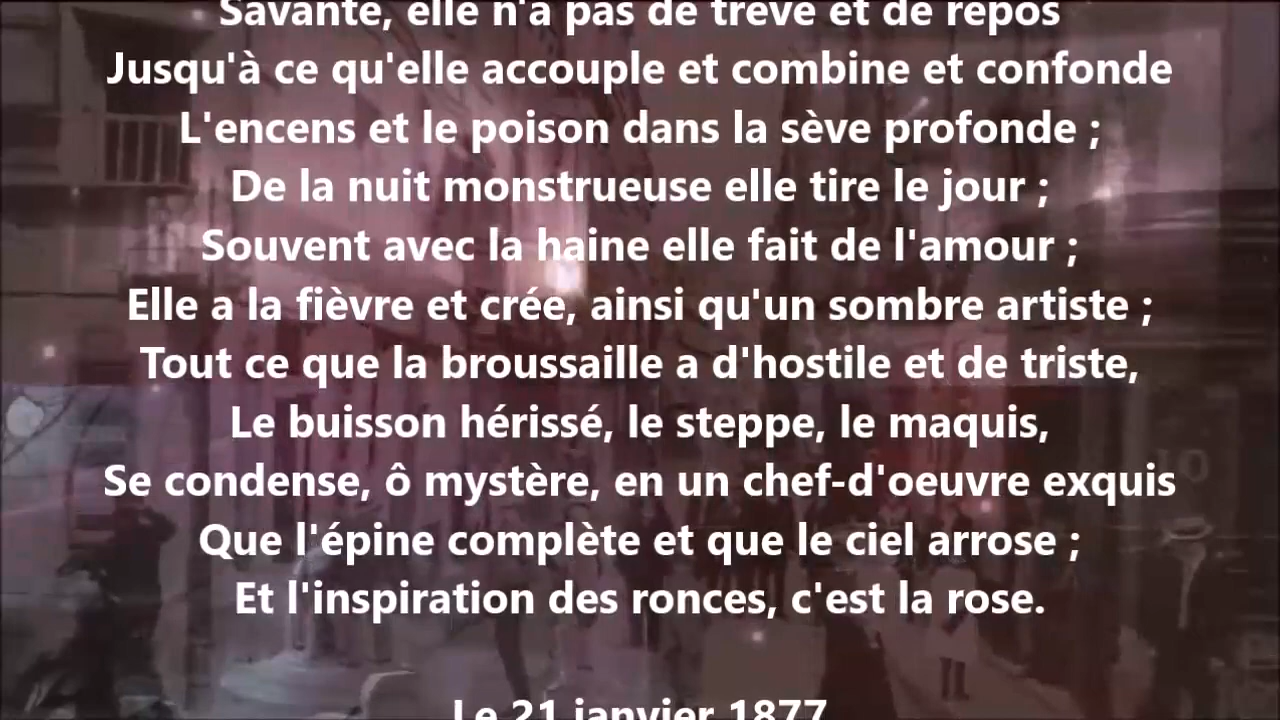 Savante, elle n'a pas de trêve et de repos
Jusqu'à ce qu'elle accouple et combine et confonde
L'encens et le poison dans la sève profonde ;
De la nuit monstrueuse elle tire le jour ;
Souvent avec la haine elle fait de l'amour ;
Elle a la fièvre et crée, ainsi qu'un sombre artiste ;
Tout ce que la broussaille a d'hostile et de triste,
Le buisson hérissé, le steppe, le maquis,
Se condense, ô mystère, en un chef-d'oeuvre exquis
Que l'épine complète et que le ciel arrose ;
Et l'inspiration des ronces, c'est la rose.
Le 21 janvier 1877